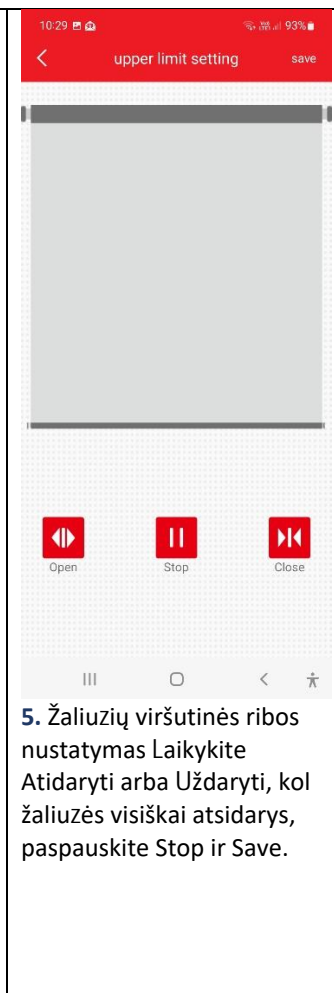 10:29 93%
upper limit setting save
Open Stop Close
5. Žaliuzių viršutinės ribos
nustatymas Laikykite
Atidaryti arba Uždaryti, kol
žaliuzės visiškai atsidarys,
paspauskite Stop ir Save.